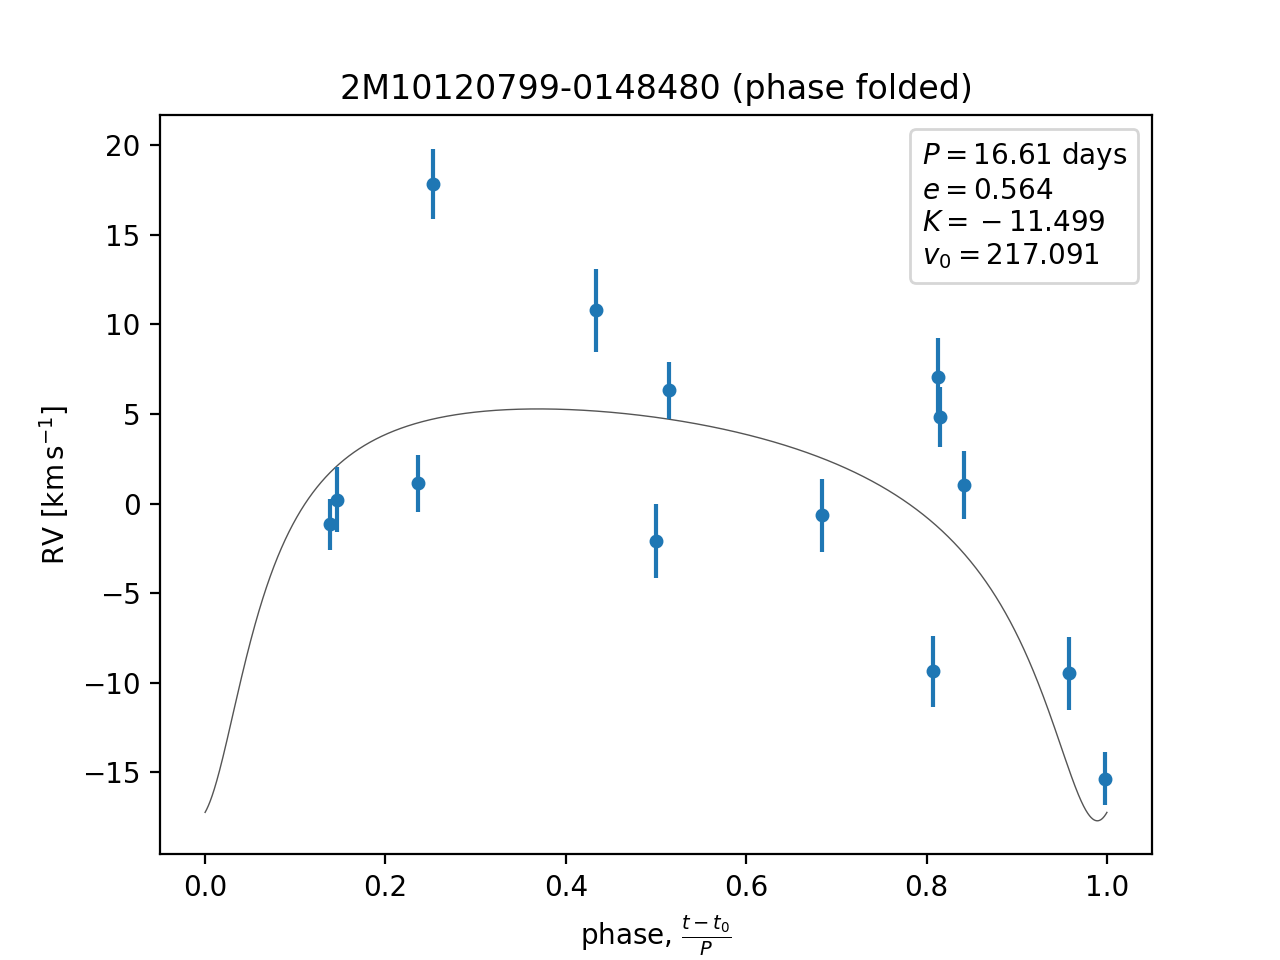 2M10120799-0148480 (phase folded)
P = 16.61 days
e = 0.564
K = −11.499
v₀ = 217.091
20
15
10
5
0
−5
−10
−15
RV [km s⁻¹]
0.0 0.2 0.4 0.6 0.8 1.0
phase, (t − t₀)/P